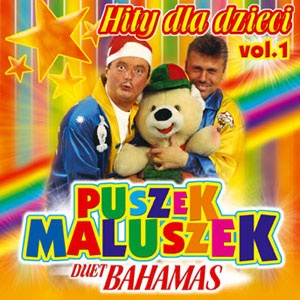 Hity dla dzieci
vol.1
PUSZEK
MALUSZEK
DUET BAHAMAS